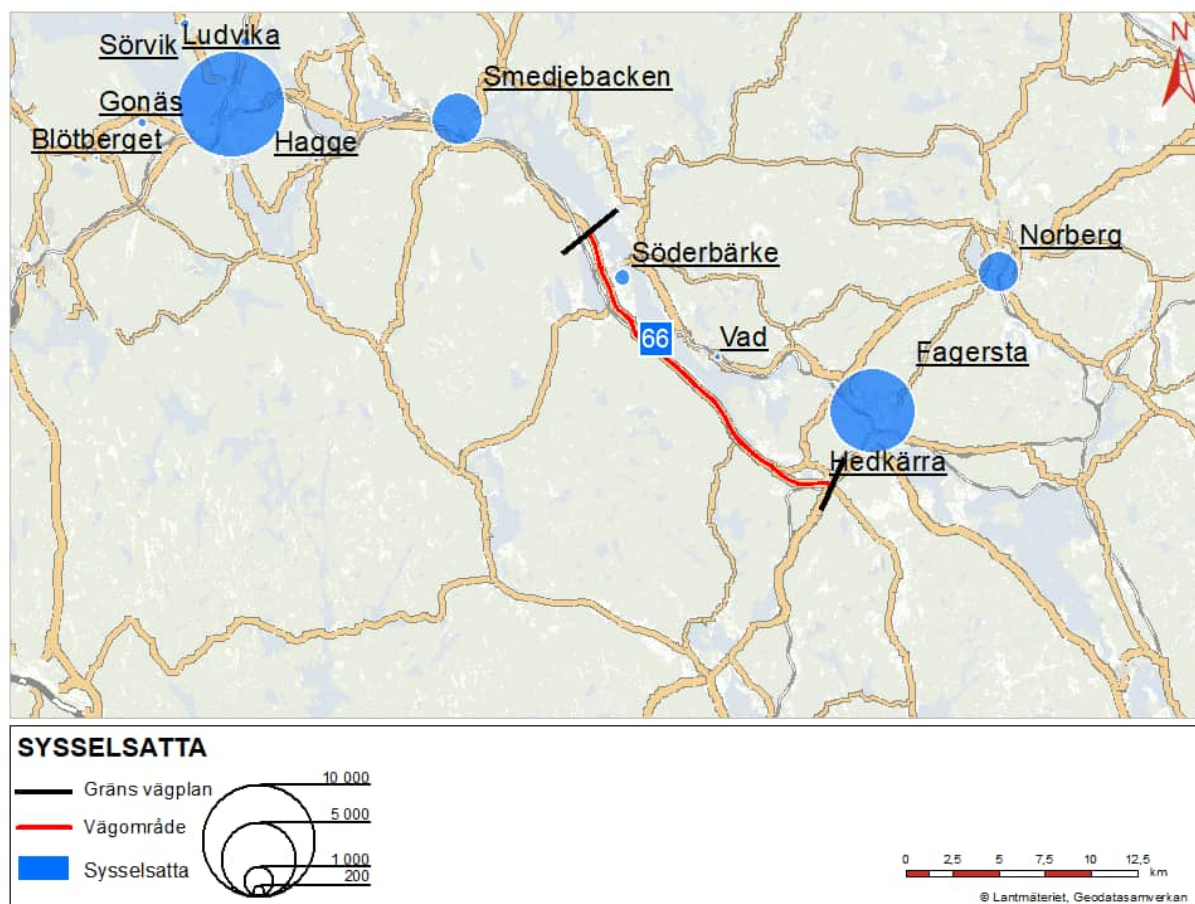 Sörvik
Ludvika
Smedjebacken
N
Gonäs
Blötberget
Hagge
Norberg
Söderbärke
66
Vad
Fagersta
Hedkärra
SYSSELSATTA
Gräns vägplan
Vägområde
Sysselsatta
10 000
5 000
1 000
200
0 2,5 5 7,5 10 12,5
km
© Lantmäteriet, Geodatasamverkan